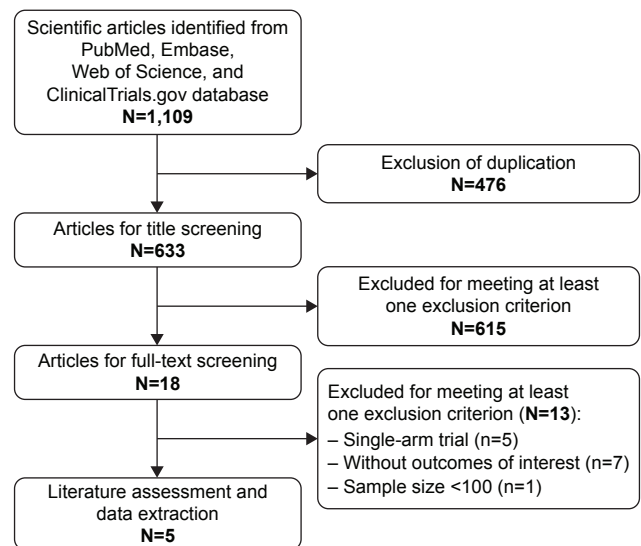 Scientific articles identified from
PubMed, Embase,
Web of Science, and
ClinicalTrials.gov database
N=1,109
Exclusion of duplication
N=476
Articles for title screening
N=633
Excluded for meeting at least
one exclusion criterion
N=615
Articles for full-text screening
N=18
Excluded for meeting at least
one exclusion criterion (N=13):
– Single-arm trial (n=5)
– Without outcomes of interest (n=7)
– Sample size <100 (n=1)
Literature assessment and
data extraction
N=5